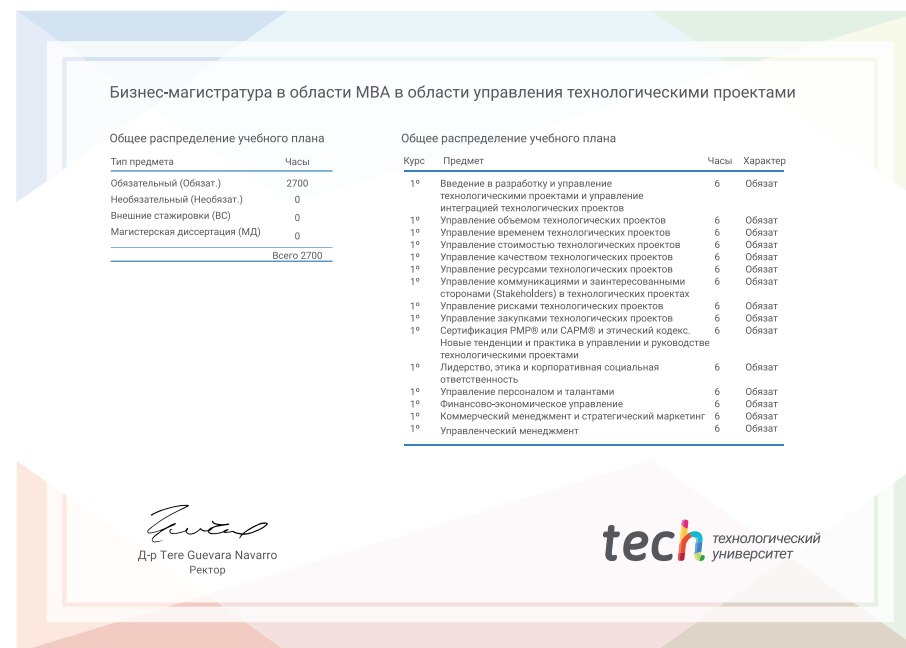 Бизнес-магистратура в области MBA в области управления технологическими проектами
Общее распределение учебного плана
Тип предмета Часы
Обязательный (Обязат.) 2700
Необязательный (Необязат.) 0
Внешние стажировки (ВС) 0
Магистерская диссертация (МД) 0
Всего 2700
Общее распределение учебного плана
Курс Предмет Часы Характер
1º Введение в разработку и управление 6 Обязат
технологическими проектами и управление
интеграцией технологических проектов
1º Управление объемом технологических проектов 6 Обязат
1º Управление временем технологических проектов 6 Обязат
1º Управление стоимостью технологических проектов 6 Обязат
1º Управление качеством технологических проектов 6 Обязат
1º Управление ресурсами технологических проектов 6 Обязат
1º Управление коммуникациями и заинтересованными 6 Обязат
сторонами (Stakeholders) в технологических проектах
1º Управление рисками технологических проектов 6 Обязат
1º Управление закупками технологических проектов 6 Обязат
1º Сертификация PMP® или CAPM® и этический кодекс. 6 Обязат
Новые тенденции и практика в управлении и руководстве
технологическими проектами
1º Лидерство, этика и корпоративная социальная 6 Обязат
ответственность
1º Управление персоналом и талантами 6 Обязат
1º Финансово-экономическое управление 6 Обязат
1º Коммерческий менеджмент и стратегический маркетинг 6 Обязат
1º Управленческий менеджмент 6 Обязат
Д-р Tere Guevara Navarro
Ректор
tech технологический
университет